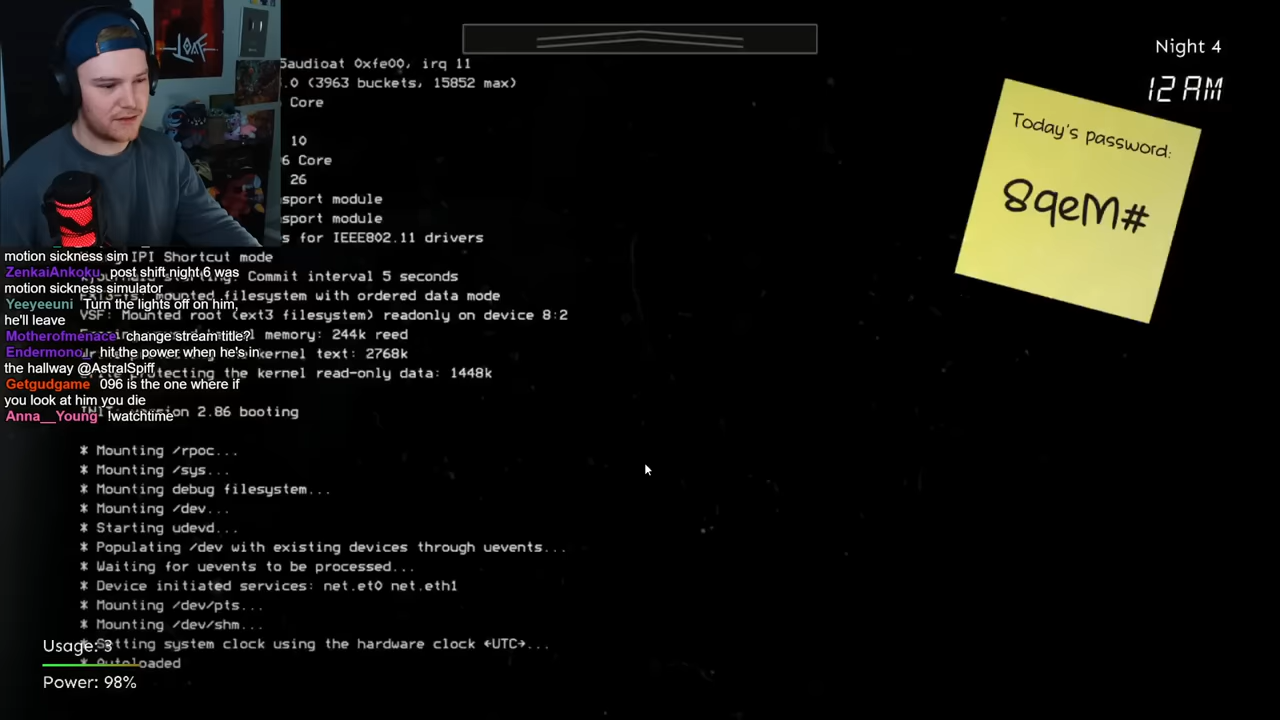 LOAF
Night 4
12 AM
Today's password:
8qeM#
5audioat 0xfe00, irq 11
.0 (3963 buckets, 15852 max)
Core
10
6 Core
26
sport module
sport module
s for IEEE802.11 drivers
IPI Shortcut mode
starting. Commit interval 5 seconds
mounted filesystem with ordered data mode
VSF: Mounted root (ext3 filesystem) readonly on device 8:2
memory: 244k reed
kernel text: 2768k
protecting the kernel read-only data: 1448k
version 2.86 booting
* Mounting /rpoc...
* Mounting /sys...
* Mounting debug filesystem...
* Mounting /dev...
* Starting udevd...
* Populating /dev with existing devices through uevents...
* Waiting for uevents to be processed...
* Device initiated services: net.et0 net.eth1
* Mounting /dev/pts...
* Mounting /dev/shm...
* Setting system clock using the hardware clock ←UTC→...
* Autoloaded
motion sickness sim
ZenkaiAnkoku post shift night 6 was
motion sickness simulator
Yeeyeeuni Turn the lights off on him,
he'll leave
Motherofmenace change stream title?
Endermono_ hit the power when he's in
the hallway @AstralSpiff
Getgudgame 096 is the one where if
you look at him you die
Anna__Young !watchtime
Usage: 3
Power: 98%